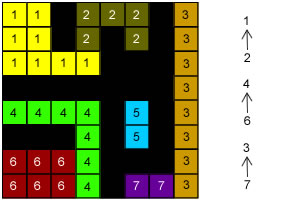 1 1 2 2 2 3
1 1 2 2 3
1 1 1 1 3
3
4 4 4 4 5 3
4 5 3
6 6 6 4 3
6 6 6 4 7 7 3
1
2
4
6
3
7